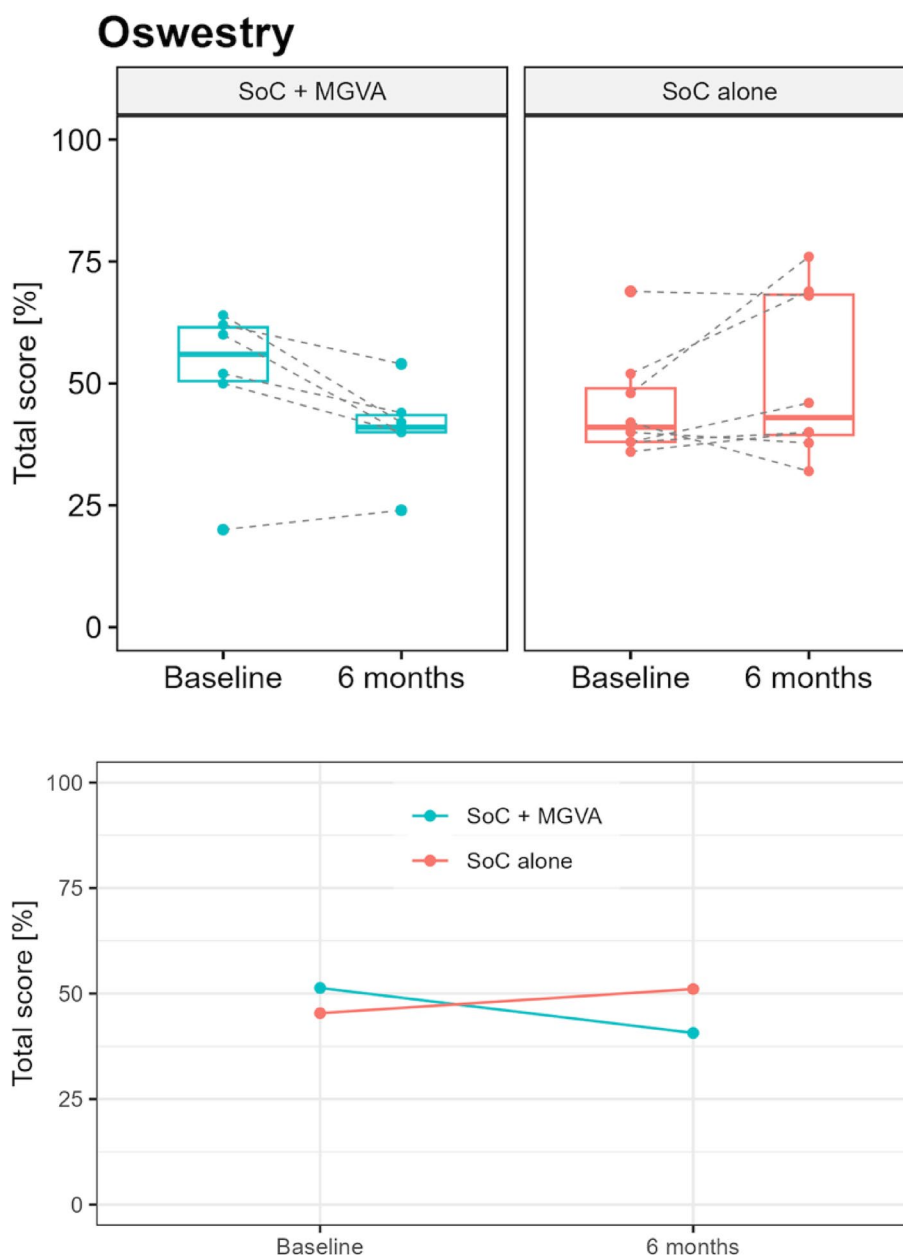 Oswestry
SoC + MGVA
SoC alone
Total score [%]
100
75
50
25
0
Baseline
6 months
Baseline
6 months
Total score [%]
100
75
50
25
0
SoC + MGVA
SoC alone
Baseline
6 months